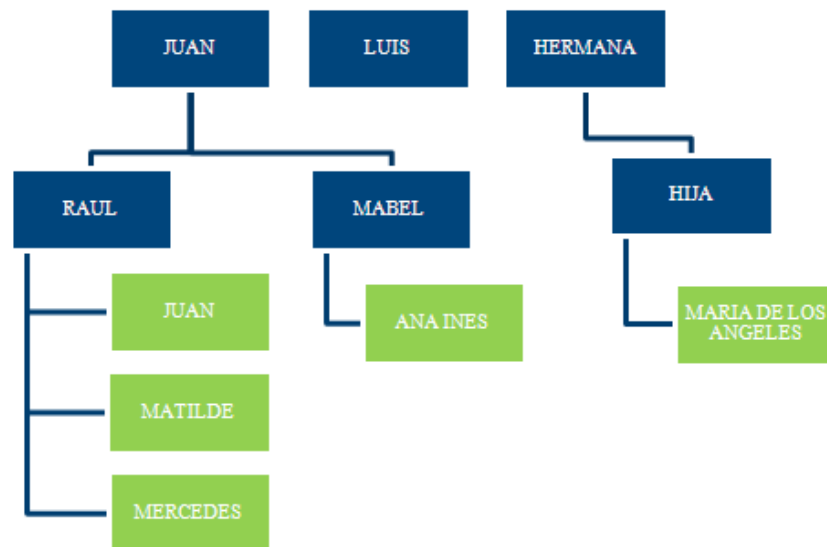 JUAN
LUIS
HERMANA
RAUL
MABEL
HIJA
JUAN
ANA INES
MARIA DE LOS
ANGELES
MATILDE
MERCEDES